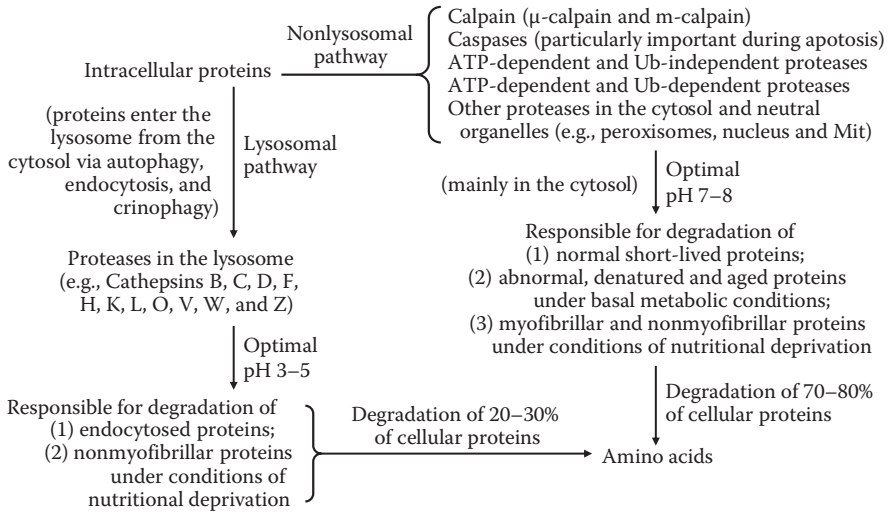 Nonlysosomal
pathway
Calpain (μ-calpain and m-calpain)
Caspases (particularly important during apotosis)
ATP-dependent and Ub-independent proteases
ATP-dependent and Ub-dependent proteases
Other proteases in the cytosol and neutral
organelles (e.g., peroxisomes, nucleus and Mit)
Intracellular proteins
(proteins enter the
lysosome from the
cytosol via autophagy,
endocytosis, and
crinophagy)
Lysosomal
pathway
(mainly in the cytosol)
Optimal
pH 7–8
Proteases in the lysosome
(e.g., Cathepsins B, C, D, F,
H, K, L, O, V, W, and Z)
Responsible for degradation of
(1) normal short-lived proteins;
(2) abnormal, denatured and aged proteins
under basal metabolic conditions;
(3) myofibrillar and nonmyofibrillar proteins
under conditions of nutritional deprivation
Optimal
pH 3–5
Responsible for degradation of
(1) endocytosed proteins;
(2) nonmyofibrillar proteins
under conditions of
nutritional deprivation
Degradation of 20–30%
of cellular proteins
Degradation of 70–80%
of cellular proteins
Amino acids